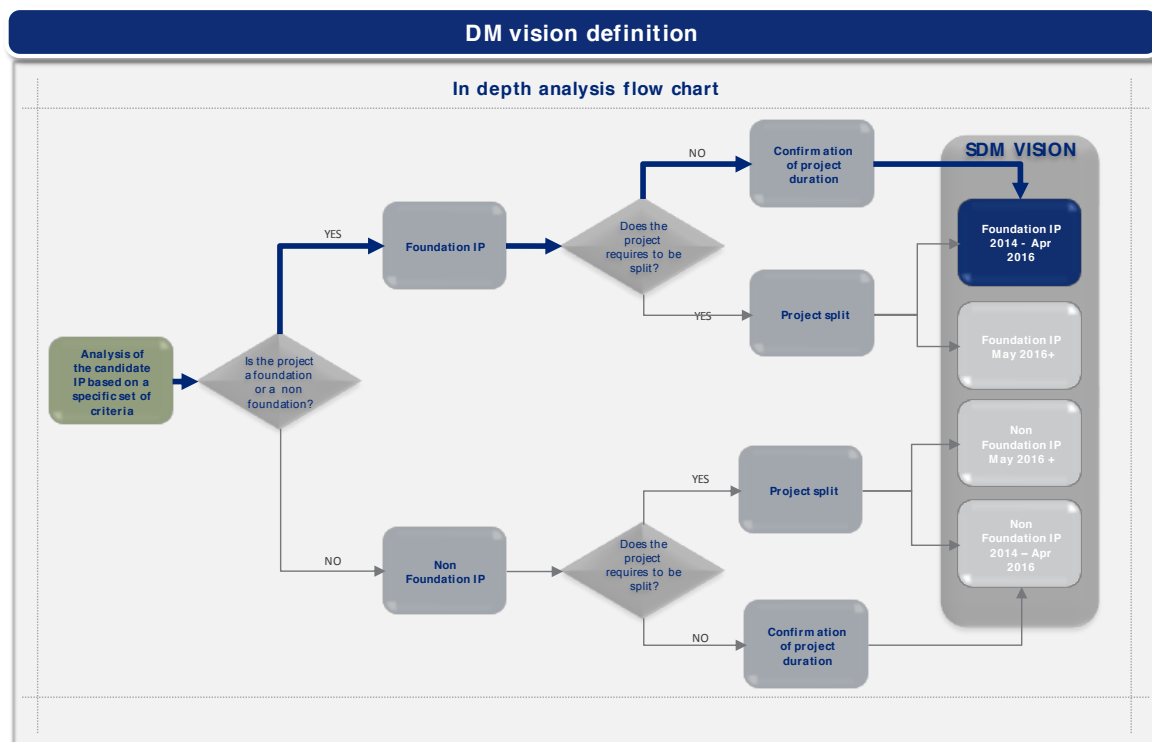 DM vision definition
In depth analysis flow chart
NO
Confirmation
of project
duration
SDM VISION
YES
Foundation IP
Does the
project
requires to be
split?
Foundation IP
2014 - Apr
2016
YES
Project split
Analysis of
the candidate
IP based on a
specific set of
criteria
Is the project
a foundation
or a non
foundation?
Foundation IP
May 2016+
Non
Foundation IP
May 2016 +
YES
Project split
NO
Non
Foundation IP
Does the
project
requires to be
split?
Non
Foundation IP
2014 – Apr
2016
NO
Confirmation
of project
duration